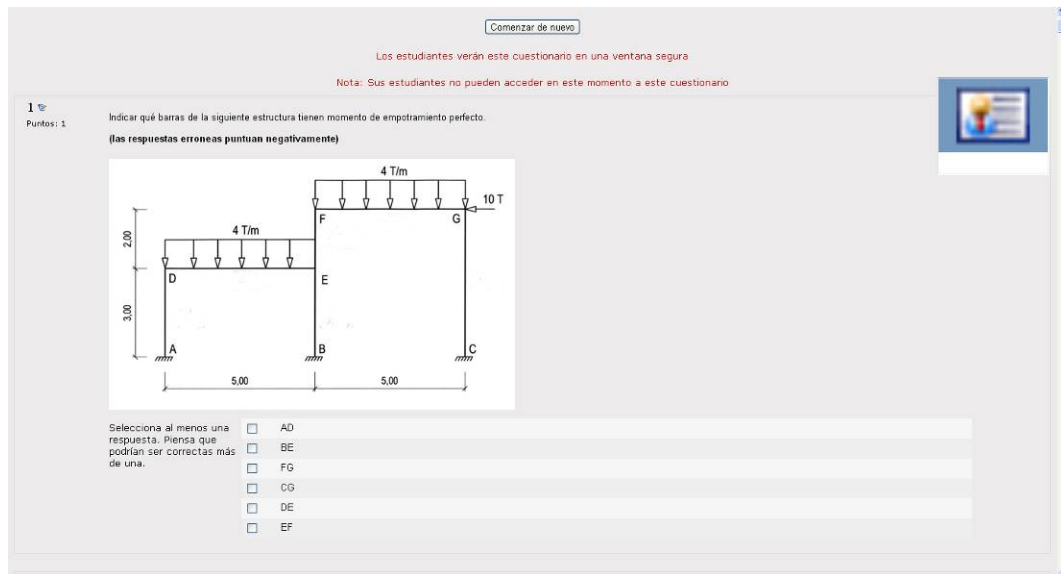 Comenzar de nuevo
Los estudiantes verán este cuestionario en una ventana segura
Nota: Sus estudiantes no pueden acceder en este momento a este cuestionario
1
Puntos: 1
Indicar qué barras de la siguiente estructura tienen momento de empotramiento perfecto.
(las respuestas erroneas puntuan negativamente)
4 T/m
10 T
F
G
2,00
4 T/m
D
E
3,00
A
B
C
5,00
5,00
Selecciona al menos una
respuesta. Piensa que
podrían ser correctas más
de una.
AD
BE
FG
CG
DE
EF